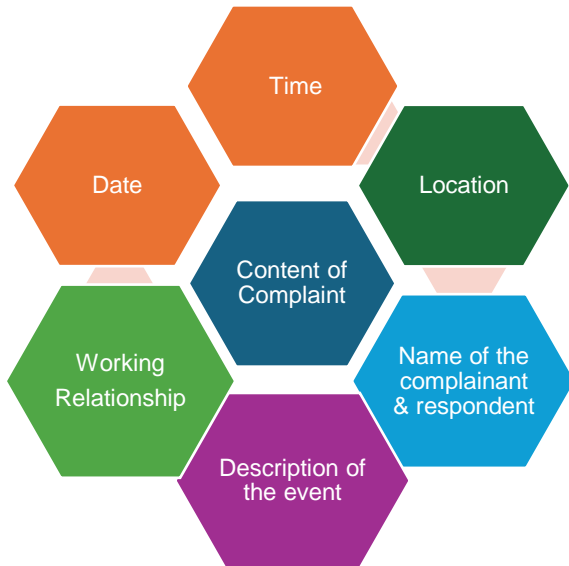 Time
Date
Location
Content of
Complaint
Working
Relationship
Name of the
complainant
& respondent
Description of
the event